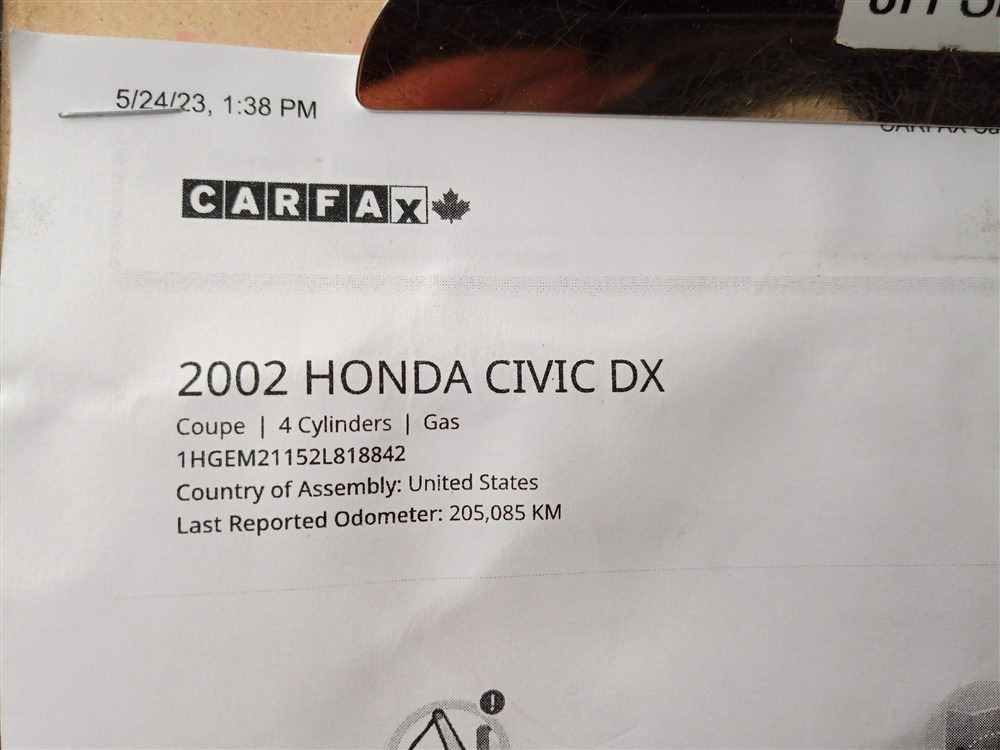 5/24/23, 1:38 PM
CARFAX
2002 HONDA CIVIC DX
Coupe | 4 Cylinders | Gas
1HGEM21152L818842
Country of Assembly: United States
Last Reported Odometer: 205,085 KM